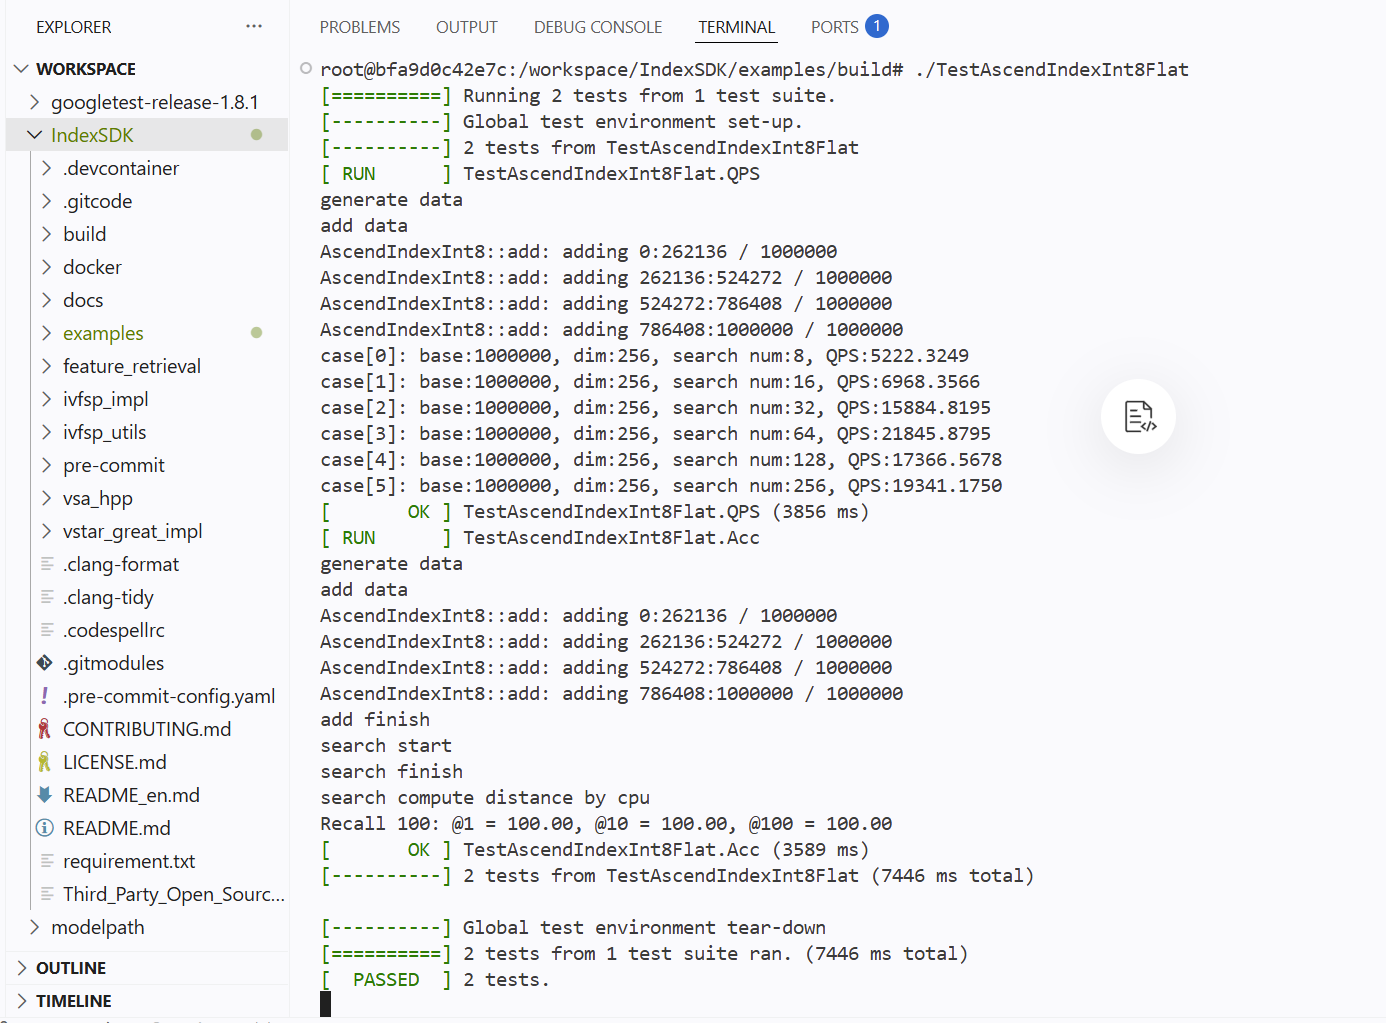 EXPLORER
WORKSPACE
googletest-release-1.8.1
IndexSDK
.devcontainer
.gitcode
build
docker
docs
examples
feature_retrieval
ivfsp_impl
ivfsp_utils
pre-commit
vsa_hpp
vstar_great_impl
.clang-format
.clang-tidy
.codespellrc
.gitmodules
.pre-commit-config.yaml
CONTRIBUTING.md
LICENSE.md
README_en.md
README.md
requirement.txt
Third_Party_Open_Sourc...
modelpath
OUTLINE
TIMELINE
PROBLEMS OUTPUT DEBUG CONSOLE TERMINAL PORTS 1
root@bfa9d0c42e7c:/workspace/IndexSDK/examples/build# ./TestAscendIndexInt8Flat
[==========] Running 2 tests from 1 test suite.
[----------] Global test environment set-up.
[----------] 2 tests from TestAscendIndexInt8Flat
[ RUN      ] TestAscendIndexInt8Flat.QPS
generate data
add data
AscendIndexInt8::add: adding 0:262136 / 1000000
AscendIndexInt8::add: adding 262136:524272 / 1000000
AscendIndexInt8::add: adding 524272:786408 / 1000000
AscendIndexInt8::add: adding 786408:1000000 / 1000000
case[0]: base:1000000, dim:256, search num:8, QPS:5222.3249
case[1]: base:1000000, dim:256, search num:16, QPS:6968.3566
case[2]: base:1000000, dim:256, search num:32, QPS:15884.8195
case[3]: base:1000000, dim:256, search num:64, QPS:21845.8795
case[4]: base:1000000, dim:256, search num:128, QPS:17366.5678
case[5]: base:1000000, dim:256, search num:256, QPS:19341.1750
[       OK ] TestAscendIndexInt8Flat.QPS (3856 ms)
[ RUN      ] TestAscendIndexInt8Flat.Acc
generate data
add data
AscendIndexInt8::add: adding 0:262136 / 1000000
AscendIndexInt8::add: adding 262136:524272 / 1000000
AscendIndexInt8::add: adding 524272:786408 / 1000000
AscendIndexInt8::add: adding 786408:1000000 / 1000000
add finish
search start
search finish
search compute distance by cpu
Recall 100: @1 = 100.00, @10 = 100.00, @100 = 100.00
[       OK ] TestAscendIndexInt8Flat.Acc (3589 ms)
[----------] 2 tests from TestAscendIndexInt8Flat (7446 ms total)
[----------] Global test environment tear-down
[==========] 2 tests from 1 test suite ran. (7446 ms total)
[  PASSED  ] 2 tests.